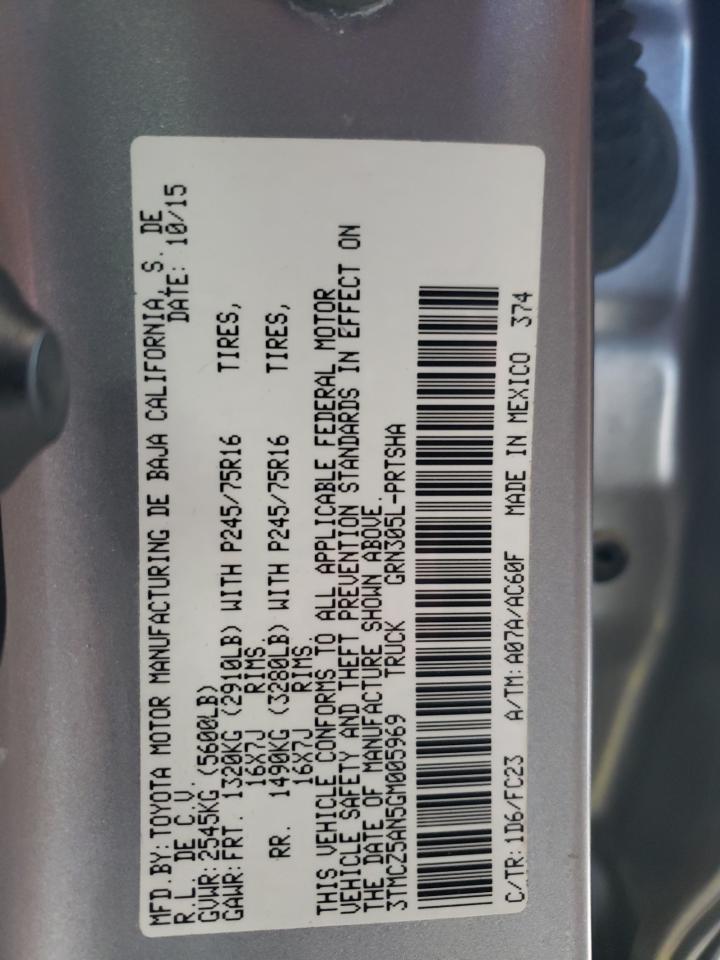 MFD.BY:TOYOTA MOTOR MANUFACTURING DE BAJA CALIFORNIA, S. DE
R.L. DE C.V. DATE: 10/15
GVWR:2545KG (5600LB)
GAWR:FRT. 1320KG (2910LB) WITH P245/75R16 TIRES,
16X7J RIMS.
RR. 1490KG (3280LB) WITH P245/75R16 TIRES,
16X7J RIMS.
THIS VEHICLE CONFORMS TO ALL APPLICABLE FEDERAL MOTOR
VEHICLE SAFETY AND THEFT PREVENTION STANDARDS IN EFFECT ON
THE DATE OF MANUFACTURE SHOWN ABOVE.
3TMCZ5AN5GM005969 TRUCK GRN305L-PRTSHA
C/TR:1D6/FC23 A/TM:A07A/AC60F MADE IN MEXICO 374